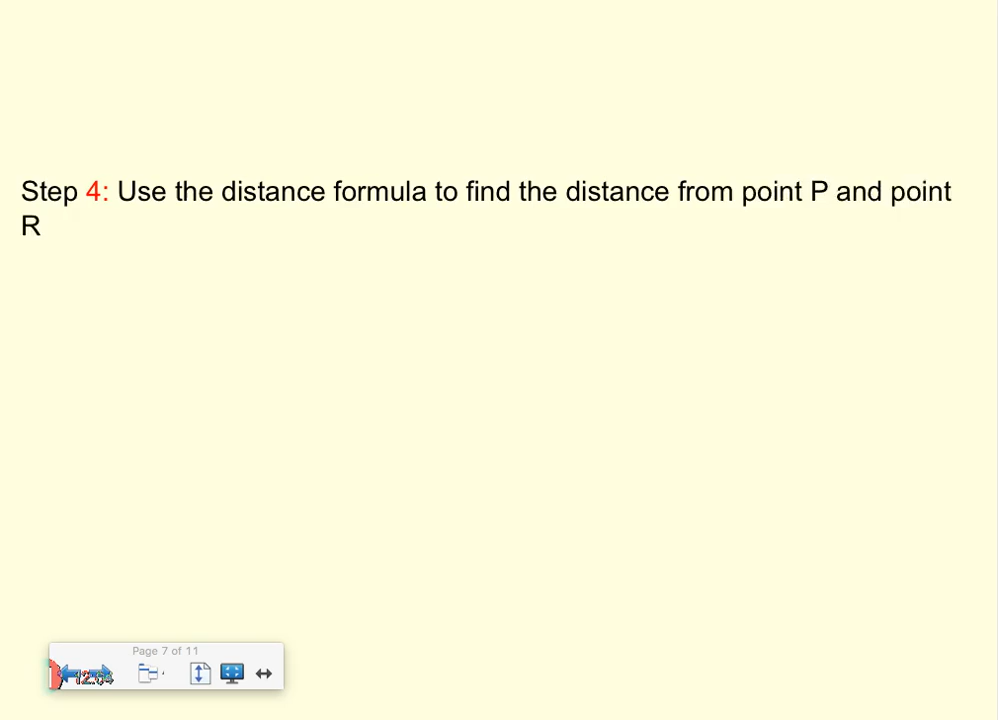 Step 4: Use the distance formula to find the distance from point P and point
R
Page 7 of 11